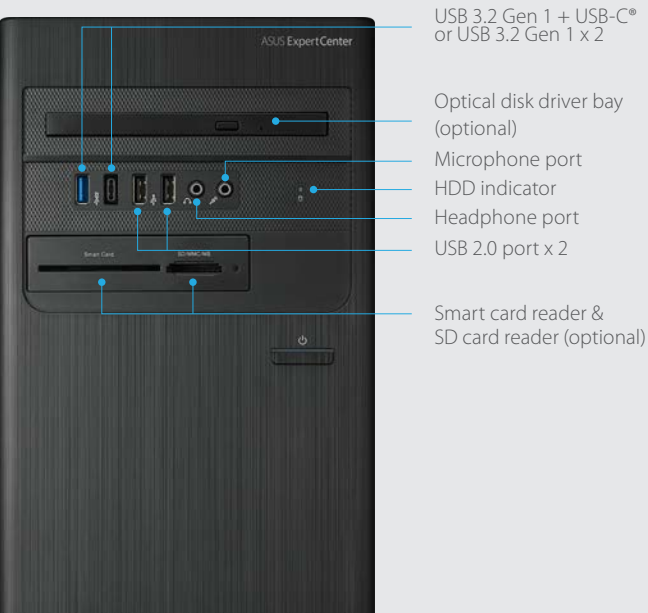 ASUS ExpertCenter
USB 3.2 Gen 1 + USB-C®
or USB 3.2 Gen 1 x 2
Optical disk driver bay
(optional)
Microphone port
HDD indicator
Headphone port
USB 2.0 port x 2
Smart Card
SD/MMC/MS
Smart card reader &
SD card reader (optional)